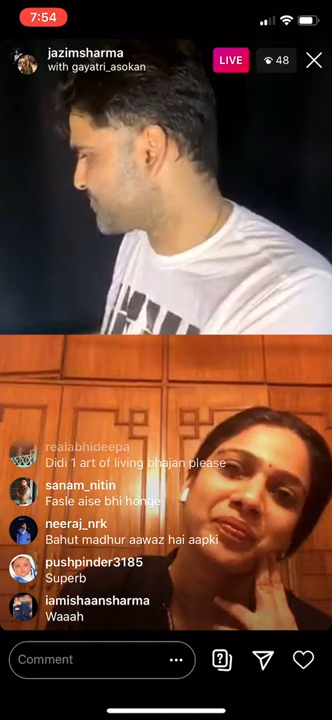 7:54
jazimsharma
with gayatri_asokan
LIVE
48
realabhideepa
Didi 1 art of living bhajan please
sanam_nitin
Fasle aise bhi honge
neeraj_nrk
Bahut madhur aawaz hai aapki
pushpinder3185
Superb
iamishaansharma
Waaah
Comment